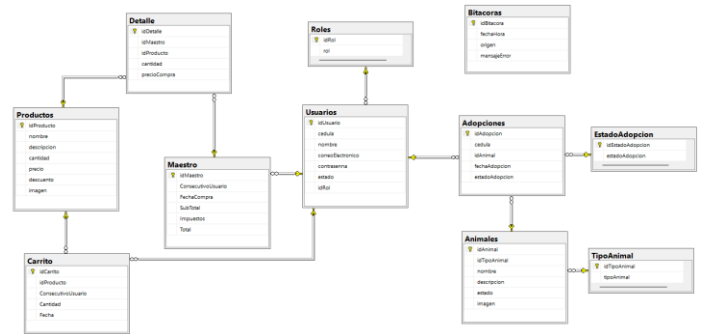 Detalle
idDetalle
idMaestro
idProducto
cantidad
precioCompra
Roles
idRol
rol
Bitacoras
idBitacora
fechaHora
origen
mensajeError
Productos
idProducto
nombre
descripcion
cantidad
precio
descuento
imagen
Maestro
idMaestro
ConsecutivoUsuario
FechaCompra
SubTotal
Impuestos
Total
Usuarios
idUsuario
cedula
nombre
correoElectronico
contrasenna
estado
idRol
Adopciones
idAdopcion
cedula
idAnimal
fechaAdopcion
estadoAdopcion
EstadoAdopcion
idEstadoAdopcion
estadoAdopcion
Carrito
idCarrito
idProducto
ConsecutivoUsuario
Cantidad
Fecha
Animales
idAnimal
idTipoAnimal
nombre
descripcion
estado
imagen
TipoAnimal
idTipoAnimal
tipoAnimal